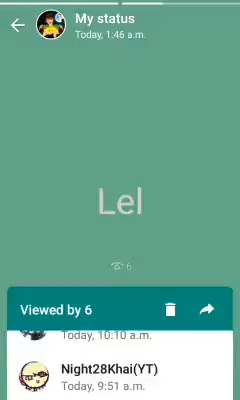 My status
Today, 1:46 a.m.
Lel
6
Viewed by 6
Today, 10:10 a.m.
Night28Khai(YT)
Today, 9:51 a.m.